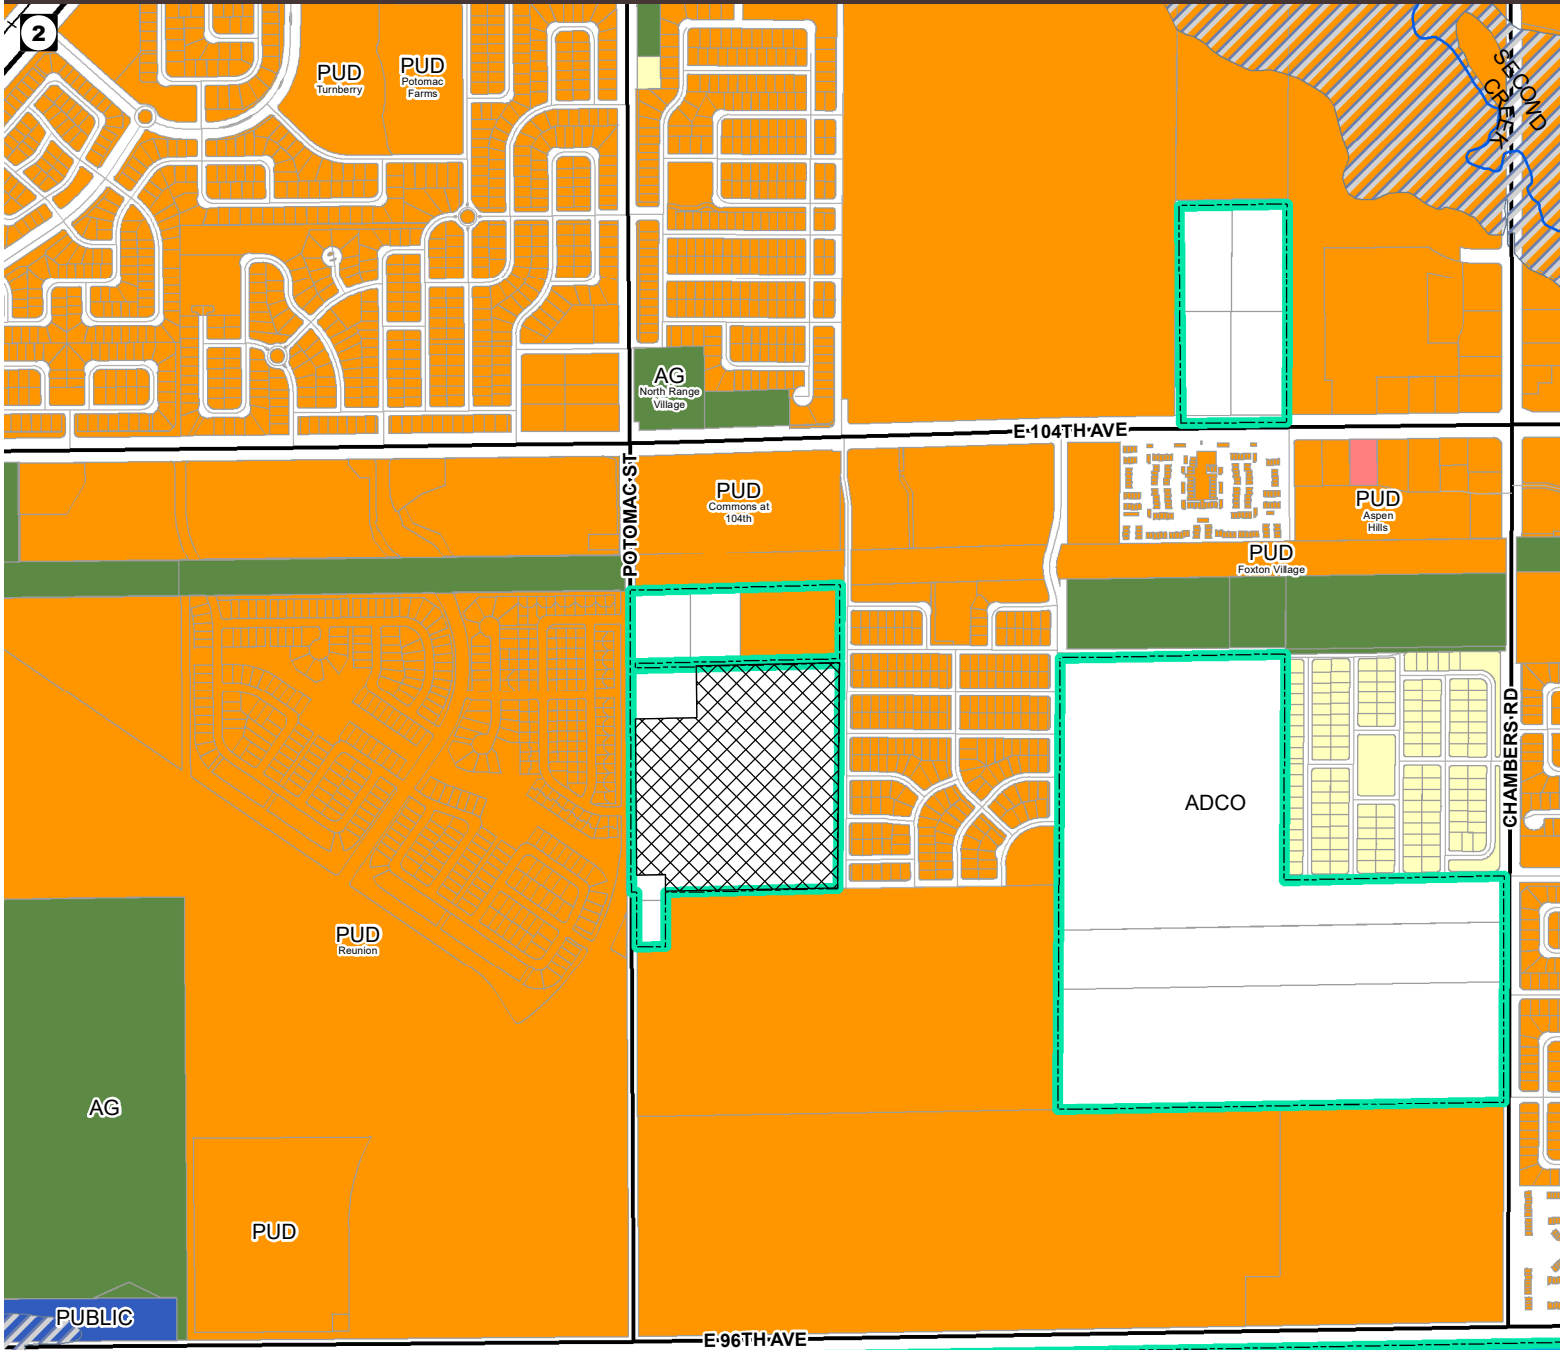 2
PUD
Turnberry
PUD
Potomac
Farms
SECOND
CREEK
AG
North Range
Village
E 104TH AVE
POTOMAC ST
PUD
Commons at
104th
PUD
Aspen
Hills
PUD
Foxton Village
CHAMBERS RD
ADCO
PUD
Reunion
AG
PUD
PUBLIC
E 96TH AVE